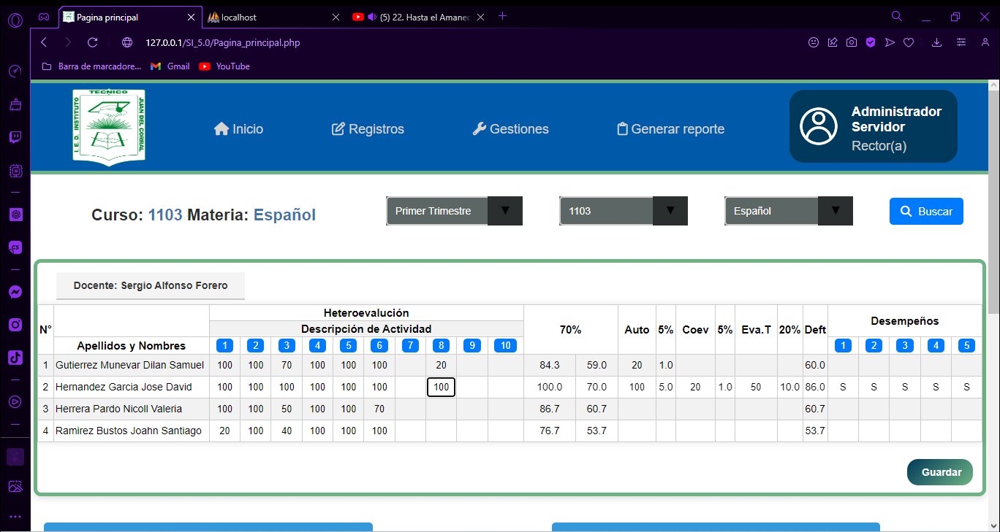 Pagina principal
localhost
(5) 22. Hasta el Amanec
127.0.0.1/SI_5.0/Pagina_principal.php
Barra de marcadore... Gmail YouTube
TECNICO
I.E.D. INSTITUTO
JUAN DEL CORRAL
Inicio
Registros
Gestiones
Generar reporte
Administrador
Servidor
Rector(a)
Curso: 1103 Materia: Español
Primer Trimestre ▼
1103 ▼
Español ▼
Buscar
Docente: Sergio Alfonso Forero
Heteroevalución
Descripción de Actividad
N° 70% Auto 5% Coev 5% Eva.T 20% Deft Desempeños
Apellidos y Nombres 1 2 3 4 5 6 7 8 9 10 1 2 3 4 5
1 Gutierrez Munevar Dilan Samuel 100 100 70 100 100 100 20 84.3 59.0 20 1.0 60.0
2 Hernandez Garcia Jose David 100 100 100 100 100 100 100 100.0 70.0 100 5.0 20 1.0 50 10.0 86.0 S S S S S
3 Herrera Pardo Nicoll Valeria 100 100 50 100 100 70 86.7 60.7 60.7
4 Ramirez Bustos Joahn Santiago 20 100 40 100 100 100 76.7 53.7 53.7
Guardar